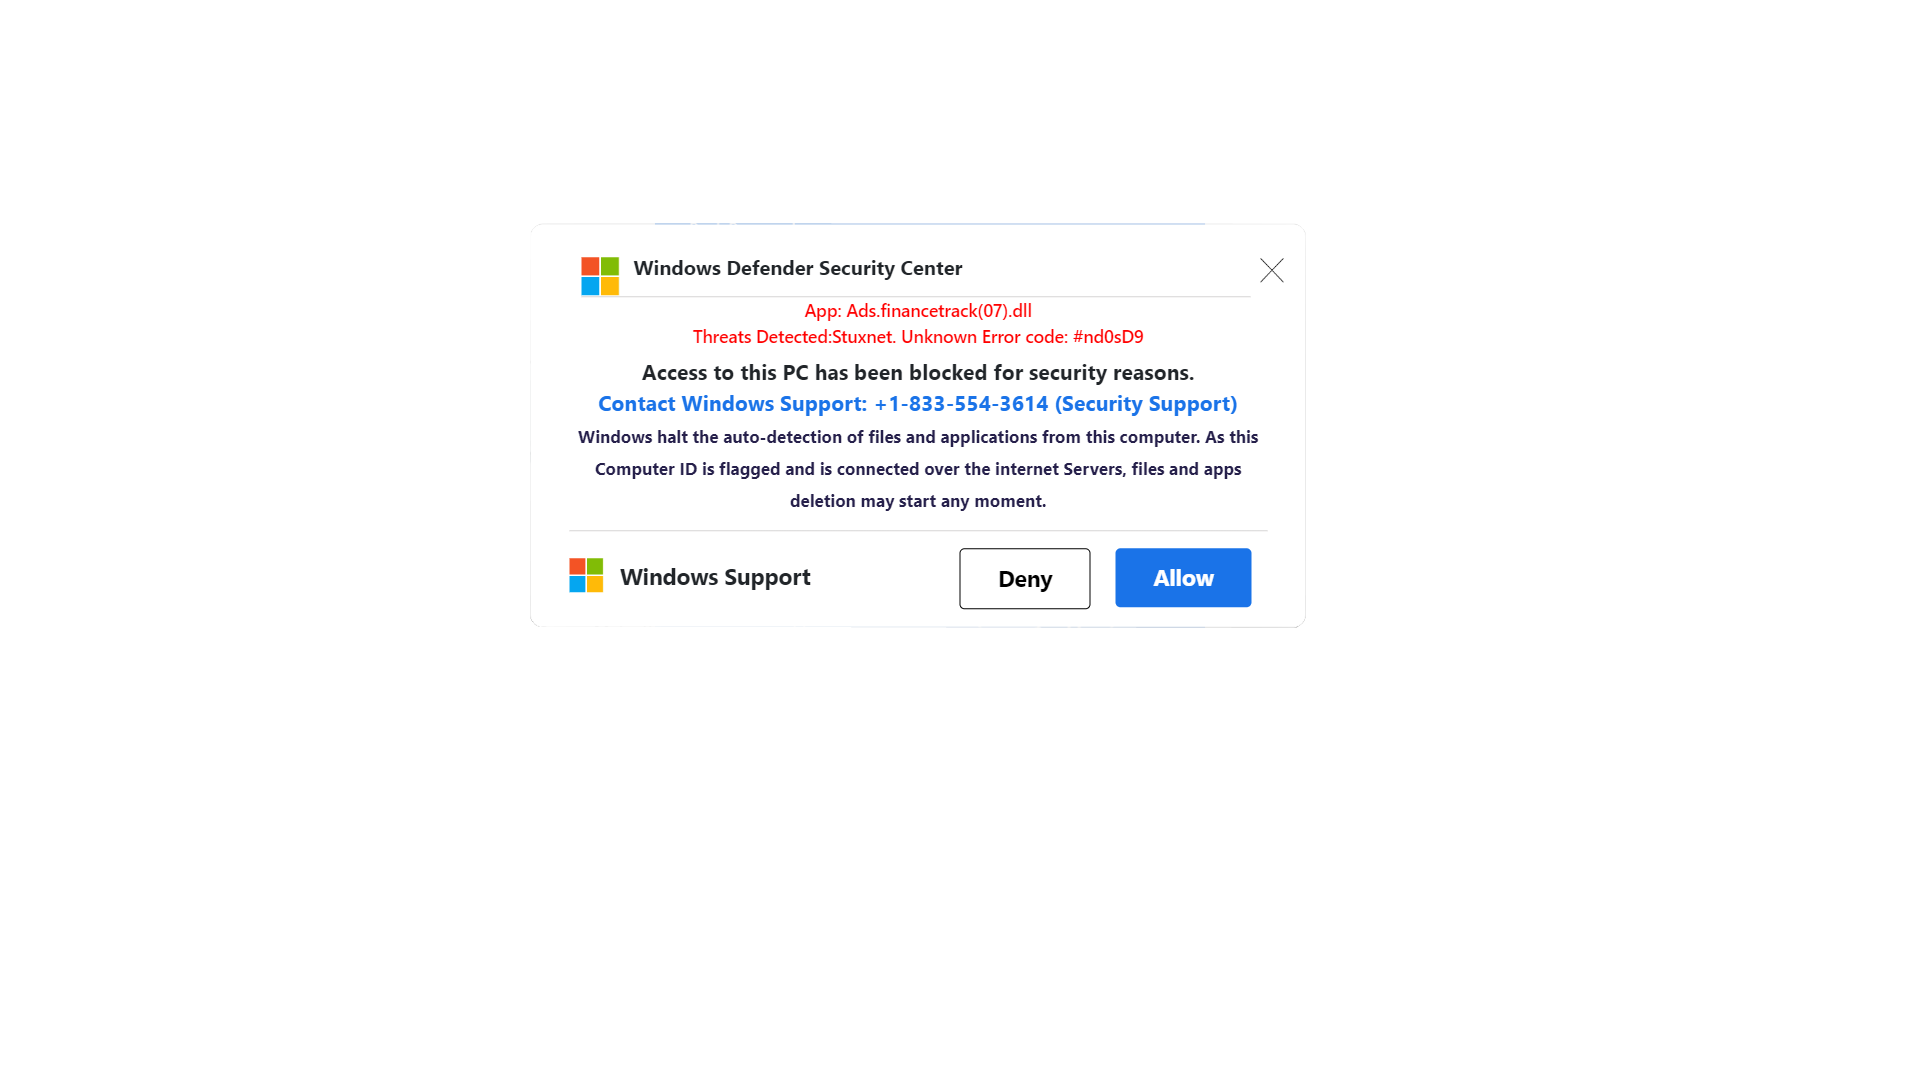 Windows Defender Security Center
App: Ads.financetrack(07).dll
Threats Detected:Stuxnet. Unknown Error code: #nd0sD9
Access to this PC has been blocked for security reasons.
Contact Windows Support: +1-833-554-3614 (Security Support)
Windows halt the auto-detection of files and applications from this computer. As this
Computer ID is flagged and is connected over the internet Servers, files and apps
deletion may start any moment.
Windows Support
Deny
Allow